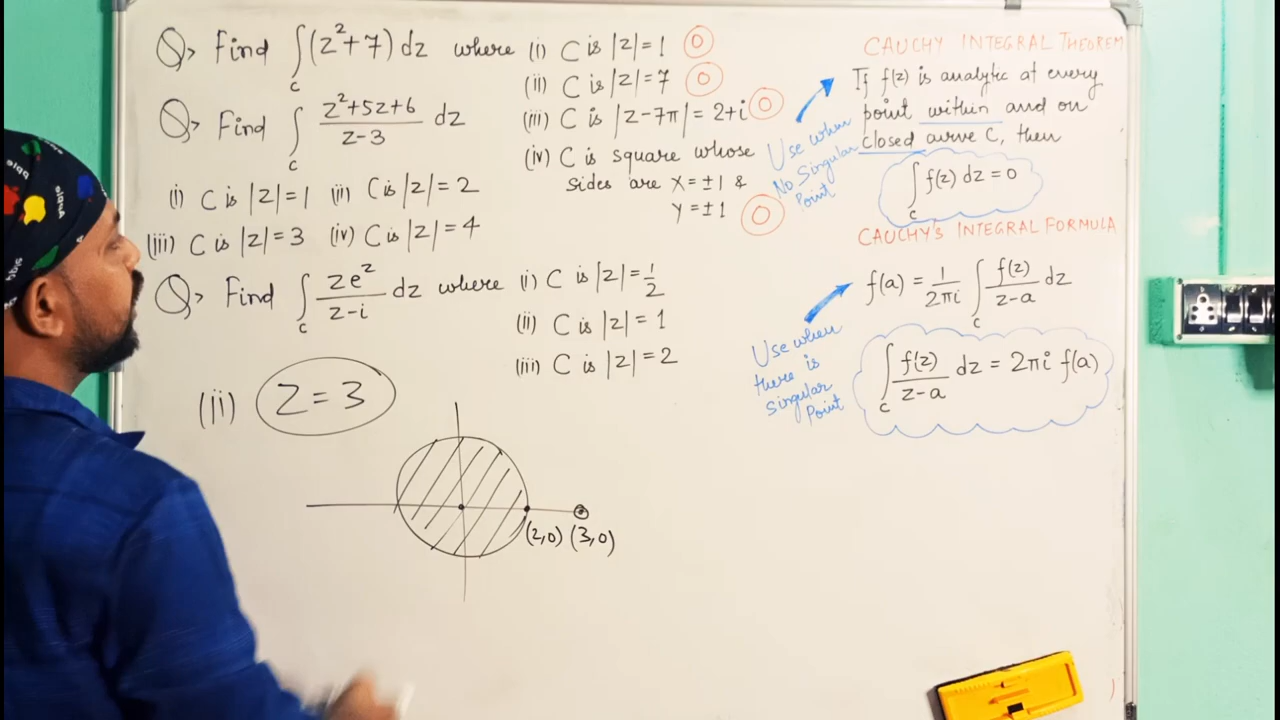 Q> Find ∫_C (z²+7) dz where (i) C is |z|=1 0
(ii) C is |z|=7 0
(iii) C is |z-7π|=2+i 0
(iv) C is square whose
sides are x=±1 &
y=±1 0
Q> Find ∫_C (z²+5z+6)/(z-3) dz
(i) C is |z|=1 (ii) C is |z|=2
(iii) C is |z|=3 (iv) C is |z|=4
Q> Find ∫_C (ze^z)/(z-i) dz where (i) C is |z|=1/2
(ii) C is |z|=1
(iii) C is |z|=2
(ii) z=3
(2,0) (3,0)
CAUCHY INTEGRAL THEOREM
If f(z) is analytic at every
point within and on
closed curve C, then
∫_C f(z) dz = 0
Use when
No Singular
Point
CAUCHY'S INTEGRAL FORMULA
f(a) = 1/(2πi) ∫_C f(z)/(z-a) dz
∫_C f(z)/(z-a) dz = 2πi f(a)
Use when
there is
singular
Point